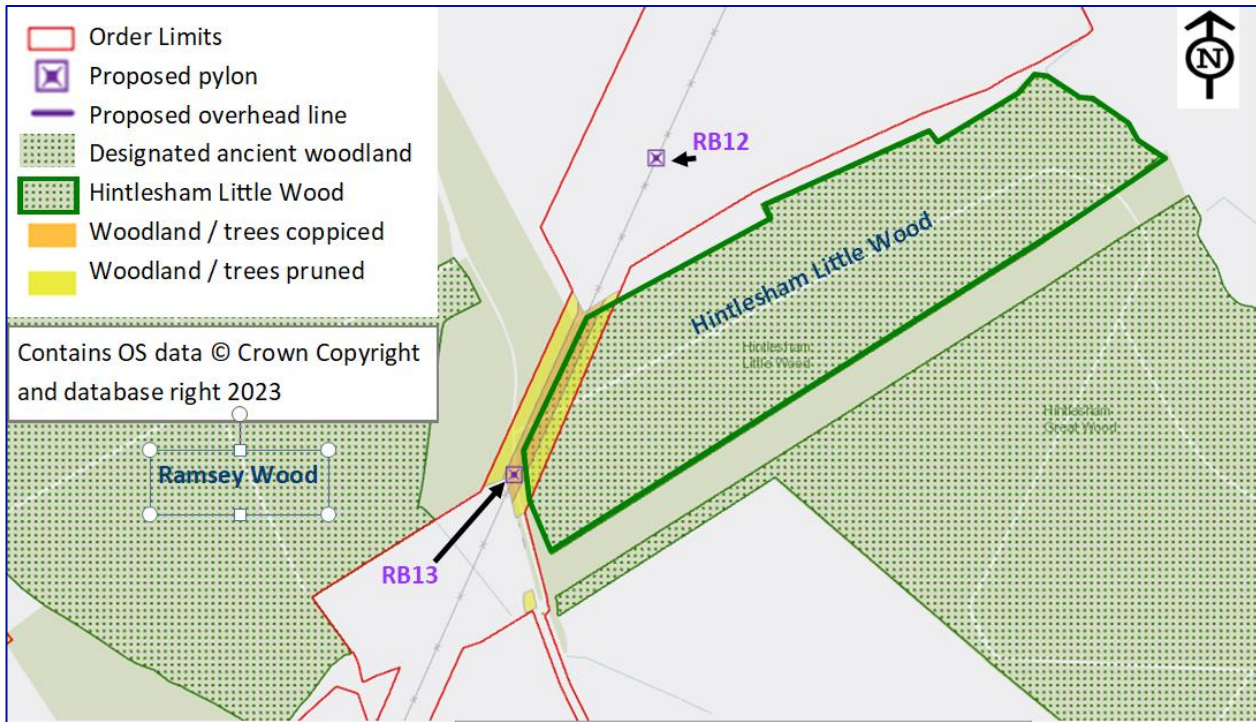 Order Limits
Proposed pylon
Proposed overhead line
Designated ancient woodland
Hintlesham Little Wood
Woodland / trees coppiced
Woodland / trees pruned
Contains OS data © Crown Copyright
and database right 2023
N
RB12
Hintlesham Little Wood
Hintlesham
Little Wood
Hintlesham
Great Wood
Ramsey Wood
RB13